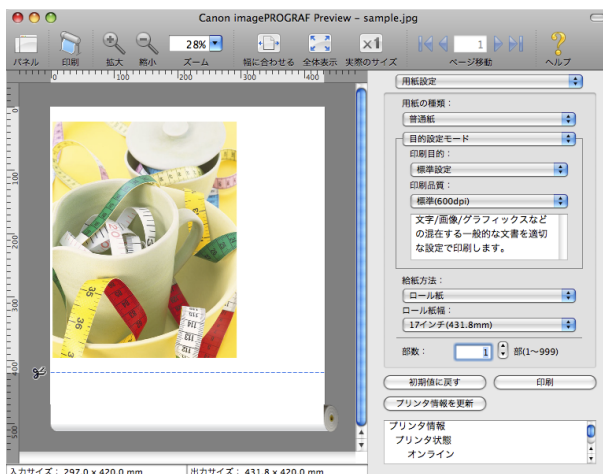 Canon imagePROGRAF Preview – sample.jpg
28%
1
パネル 印刷 拡大 縮小 ズーム 幅に合わせる 全体表示 実際のサイズ ページ移動 ヘルプ
0 100 200 300 400
用紙設定
用紙の種類：
普通紙
目的設定モード
印刷目的：
標準設定
印刷品質：
標準(600dpi)
文字/画像/グラフィックスなど
の混在する一般的な文書を適切
な設定で印刷します。
給紙方法：
ロール紙
ロール紙幅：
17インチ(431.8mm)
部数： 1 部(1〜999)
初期値に戻す 印刷
プリンタ情報を更新
プリンタ情報
プリンタ状態
オンライン
0
100
200
300
400
500
入力サイズ： 297.0 x 420.0 mm 出力サイズ： 431.8 x 420.0 mm